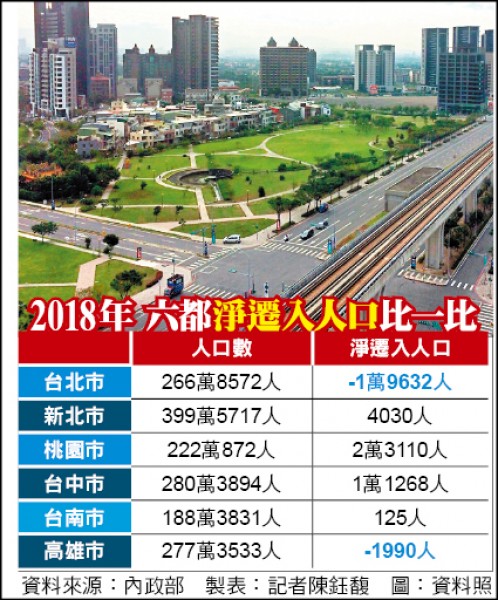 2018年 六都淨遷入人口比一比
人口數 淨遷入人口
台北市 266萬8572人 -1萬9632人
新北市 399萬5717人 4030人
桃園市 222萬872人 2萬3110人
台中市 280萬3894人 1萬1268人
台南市 188萬3831人 125人
高雄市 277萬3533人 -1990人
資料來源：內政部 製表：記者陳鈺馥 圖：資料照